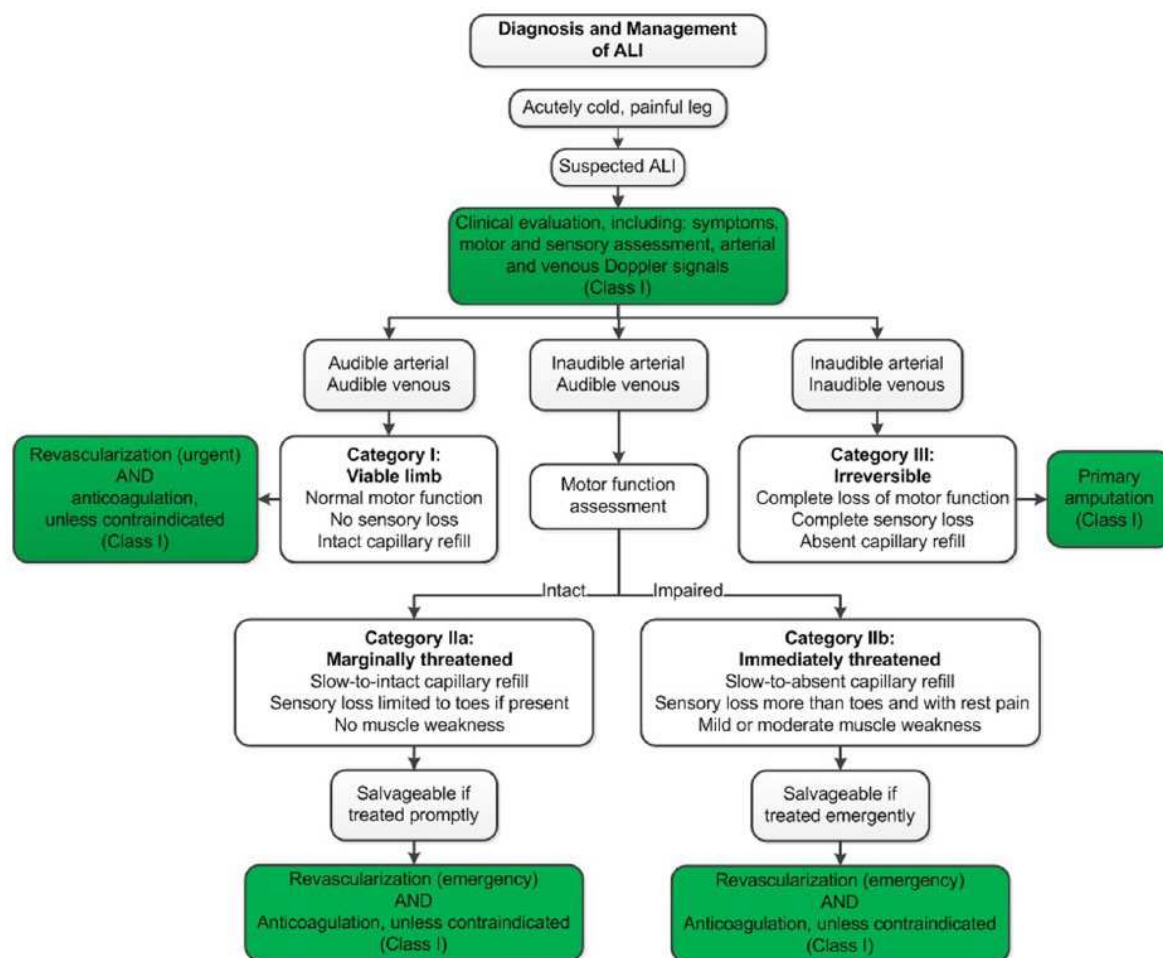 Diagnosis and Management
of ALI
Acutely cold, painful leg
Suspected ALI
Clinical evaluation, including: symptoms,
motor and sensory assessment, arterial
and venous Doppler signals
(Class I)
Audible arterial
Audible venous
Inaudible arterial
Audible venous
Inaudible arterial
Inaudible venous
Revascularization (urgent)
AND
anticoagulation,
unless contraindicated
(Class I)
Category I:
Viable limb
Normal motor function
No sensory loss
Intact capillary refill
Motor function
assessment
Category III:
Irreversible
Complete loss of motor function
Complete sensory loss
Absent capillary refill
Primary
amputation
(Class I)
Intact
Impaired
Category IIa:
Marginally threatened
Slow-to-intact capillary refill
Sensory loss limited to toes if present
No muscle weakness
Category IIb:
Immediately threatened
Slow-to-absent capillary refill
Sensory loss more than toes and with rest pain
Mild or moderate muscle weakness
Salvageable if
treated promptly
Salvageable if
treated emergently
Revascularization (emergency)
AND
Anticoagulation, unless contraindicated
(Class I)
Revascularization (emergency)
AND
Anticoagulation, unless contraindicated
(Class I)